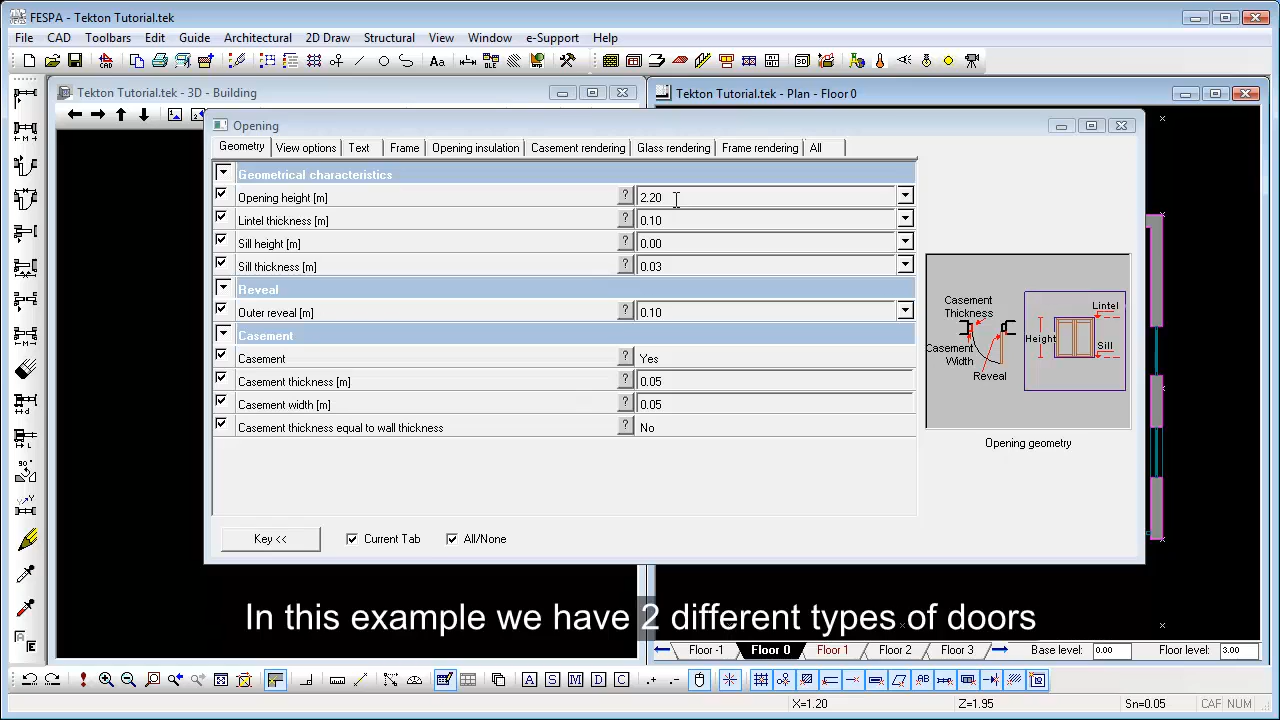 FESPA - Tekton Tutorial.tek
File CAD Toolbars Edit Guide Architectural 2D Draw Structural View Window e-Support Help
Tekton Tutorial.tek - 3D - Building
Tekton Tutorial.tek - Plan - Floor 0
Opening
Geometry View options Text Frame Opening insulation Casement rendering Glass rendering Frame rendering All
Geometrical characteristics
Opening height [m] ? 2.20
Lintel thickness [m] ? 0.10
Sill height [m] ? 0.00
Sill thickness [m] ? 0.03
Reveal
Outer reveal [m] ? 0.10
Casement
Casement ? Yes
Casement thickness [m] ? 0.05
Casement width [m] ? 0.05
Casement thickness equal to wall thickness ? No
Casement
Thickness
Casement
Width
Reveal
Lintel
Height
Sill
Opening geometry
Key << Current Tab All/None
In this example we have 2 different types of doors
Floor -1 Floor 0 Floor 1 Floor 2 Floor 3 Base level: 0.00 Floor level: 3.00
A S M D C
X=1.20 Z=1.95 Sn=0.05 CAF NUM